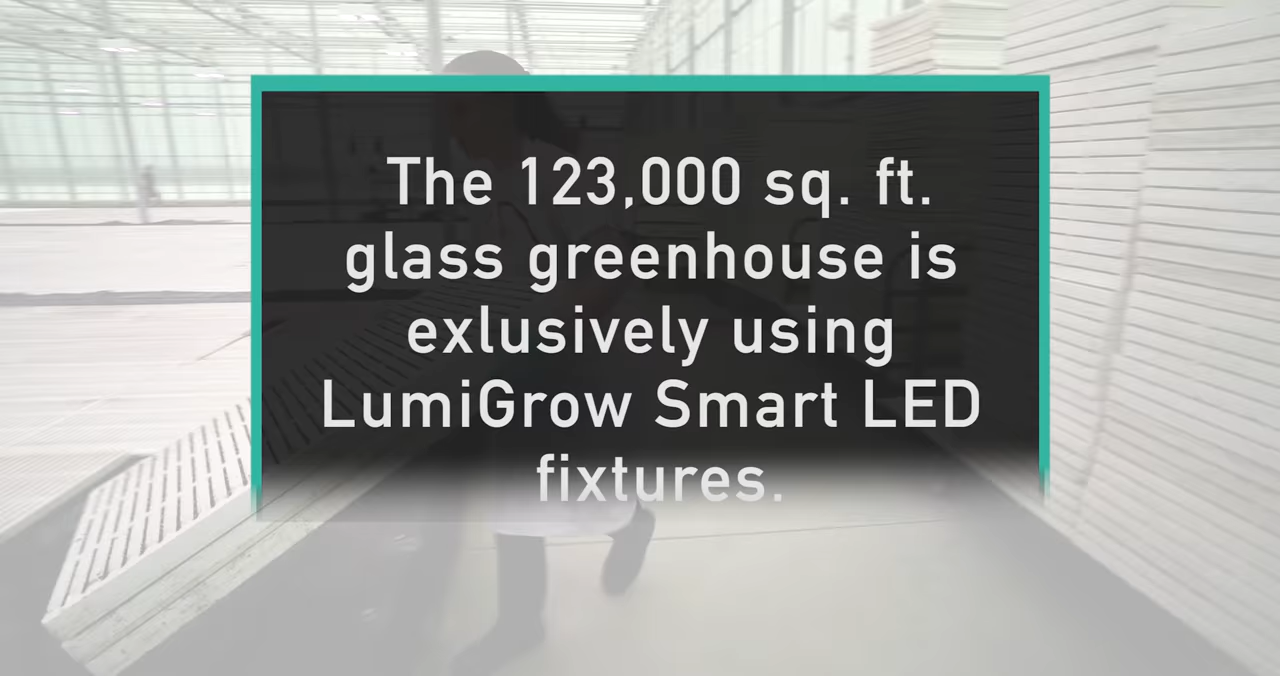 The 123,000 sq. ft.
glass greenhouse is
exlusively using
LumiGrow Smart LED
fixtures.